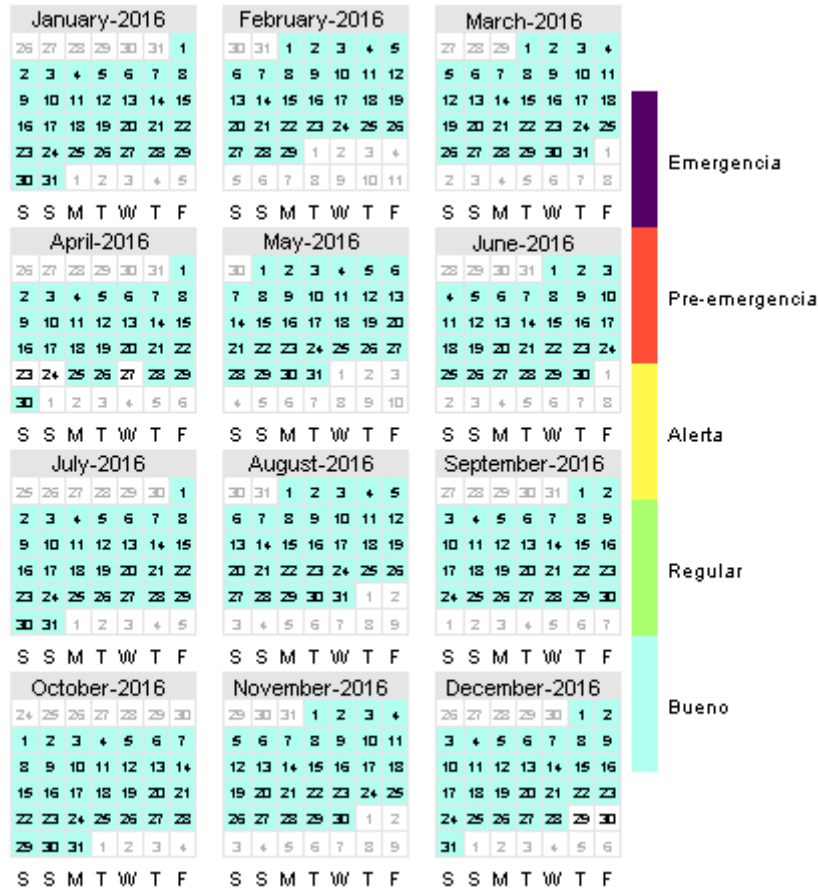 January-2016
26 27 28 29 30 31 1
2 3 4 5 6 7 8
9 10 11 12 13 14 15
16 17 18 19 20 21 22
23 24 25 26 27 28 29
30 31 1 2 3 4 5
S S M T W T F
February-2016
30 31 1 2 3 4 5
6 7 8 9 10 11 12
13 14 15 16 17 18 19
20 21 22 23 24 25 26
27 28 29 1 2 3 4
5 6 7 8 9 10 11
S S M T W T F
March-2016
27 28 29 1 2 3 4
5 6 7 8 9 10 11
12 13 14 15 16 17 18
19 20 21 22 23 24 25
26 27 28 29 30 31 1
2 3 4 5 6 7 8
S S M T W T F
April-2016
26 27 28 29 30 31 1
2 3 4 5 6 7 8
9 10 11 12 13 14 15
16 17 18 19 20 21 22
23 24 25 26 27 28 29
30 1 2 3 4 5 6
S S M T W T F
May-2016
30 1 2 3 4 5 6
7 8 9 10 11 12 13
14 15 16 17 18 19 20
21 22 23 24 25 26 27
28 29 30 31 1 2 3
4 5 6 7 8 9 10
S S M T W T F
June-2016
28 29 30 31 1 2 3
4 5 6 7 8 9 10
11 12 13 14 15 16 17
18 19 20 21 22 23 24
25 26 27 28 29 30 1
2 3 4 5 6 7 8
S S M T W T F
July-2016
25 26 27 28 29 30 1
2 3 4 5 6 7 8
9 10 11 12 13 14 15
16 17 18 19 20 21 22
23 24 25 26 27 28 29
30 31 1 2 3 4 5
S S M T W T F
August-2016
30 31 1 2 3 4 5
6 7 8 9 10 11 12
13 14 15 16 17 18 19
20 21 22 23 24 25 26
27 28 29 30 31 1 2
3 4 5 6 7 8 9
S S M T W T F
September-2016
27 28 29 30 31 1 2
3 4 5 6 7 8 9
10 11 12 13 14 15 16
17 18 19 20 21 22 23
24 25 26 27 28 29 30
1 2 3 4 5 6 7
S S M T W T F
October-2016
24 25 26 27 28 29 30
1 2 3 4 5 6 7
8 9 10 11 12 13 14
15 16 17 18 19 20 21
22 23 24 25 26 27 28
29 30 31 1 2 3 4
S S M T W T F
November-2016
29 30 31 1 2 3 4
5 6 7 8 9 10 11
12 13 14 15 16 17 18
19 20 21 22 23 24 25
26 27 28 29 30 1 2
3 4 5 6 7 8 9
S S M T W T F
December-2016
26 27 28 29 30 1 2
3 4 5 6 7 8 9
10 11 12 13 14 15 16
17 18 19 20 21 22 23
24 25 26 27 28 29 30
31 1 2 3 4 5 6
S S M T W T F
Emergencia
Pre-emergencia
Alerta
Regular
Bueno